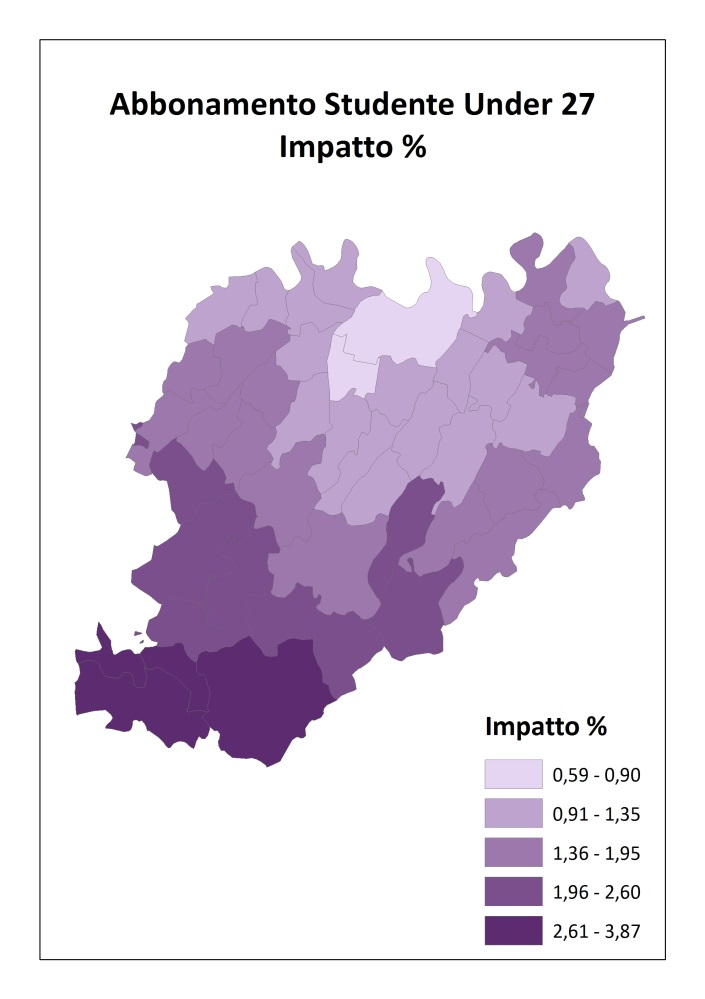 Abbonamento Studente Under 27
Impatto %
Impatto %
0,59 - 0,90
0,91 - 1,35
1,36 - 1,95
1,96 - 2,60
2,61 - 3,87